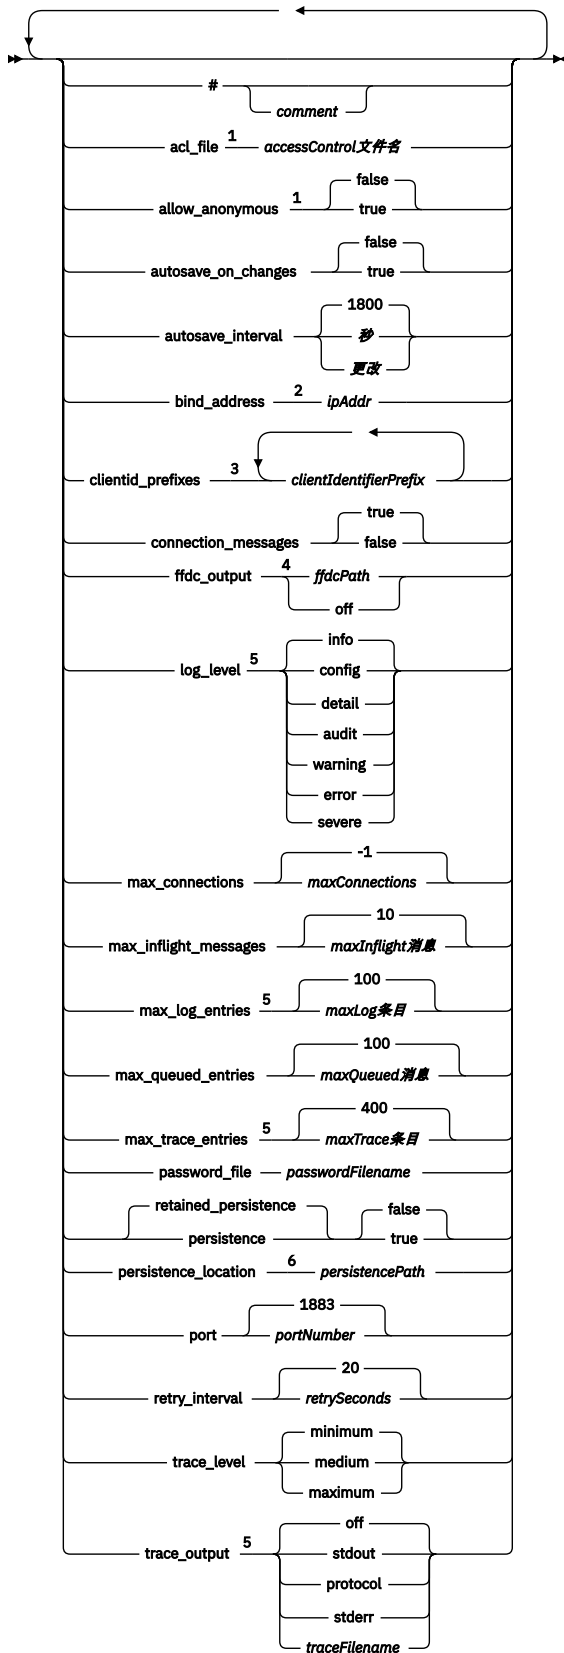 #
comment
acl_file 1 accessControl文件名
false
allow_anonymous 1 true
false
autosave_on_changes true
1800
autosave_interval 秒
更改
bind_address 2 ipAddr
clientid_prefixes 3 clientIdentifierPrefix
true
connection_messages false
ffdc_output 4 ffdcPath
off
info
log_level 5 config
detail
audit
warning
error
severe
-1
max_connections maxConnections
10
max_inflight_messages maxInflight消息
100
max_log_entries 5 maxLog条目
100
max_queued_entries maxQueued消息
400
max_trace_entries 5 maxTrace条目
password_file passwordFilename
retained_persistence false
persistence true
persistence_location 6 persistencePath
1883
port portNumber
20
retry_interval retrySeconds
minimum
trace_level medium
maximum
off
trace_output 5 stdout
protocol
stderr
traceFilename